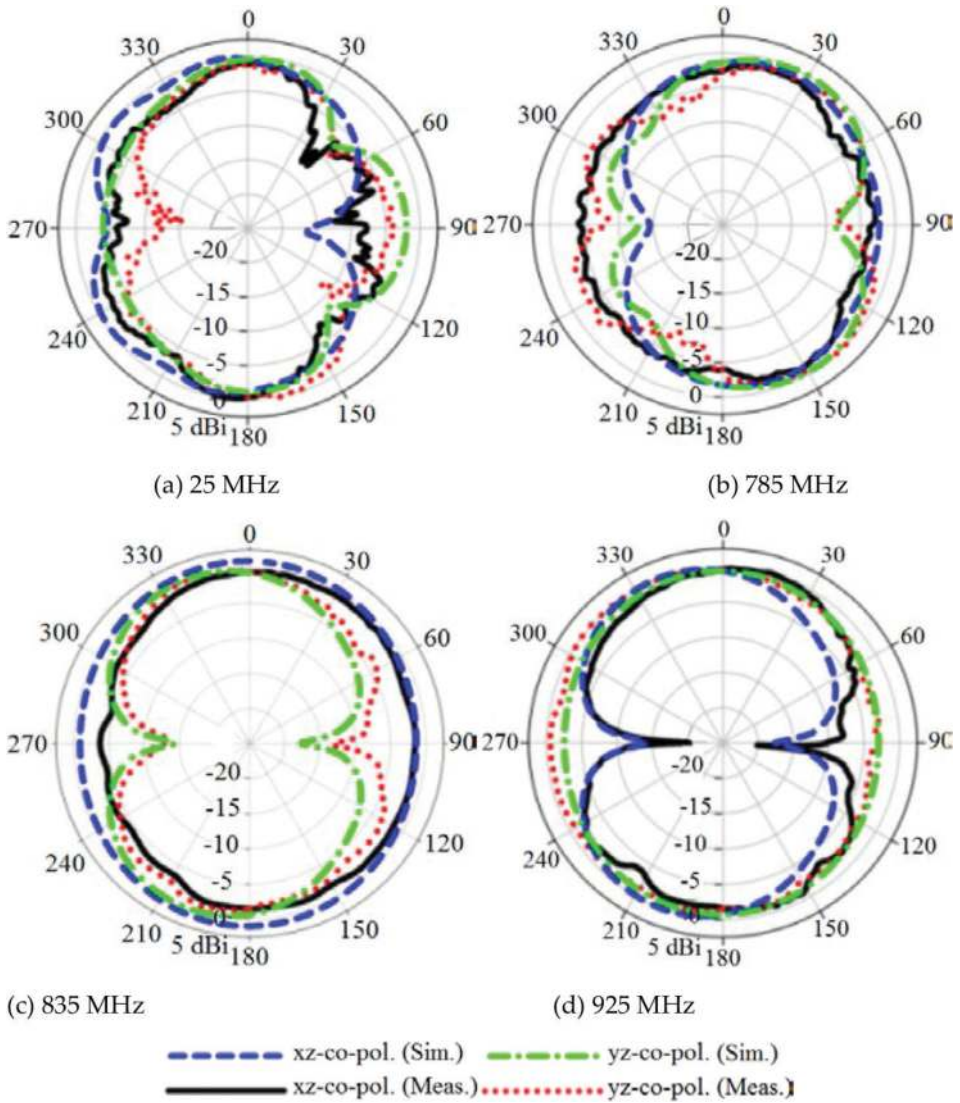 0
330 30
300 60
270 90
-20
-15
240 120
-10
-5
210 0 150
5 dBi 180
(a) 25 MHz
0
330 30
300 60
270 90
-20
-15
240 120
-10
-5
210 0 150
5 dBi 180
(b) 785 MHz
0
330 30
300 60
270 90
-20
-15
240 -10 120
-5
210 0 150
5 dBi 180
(c) 835 MHz
0
330 30
300 60
270 90
-20
-15
240 -10 120
-5
210 0 150
5 dBi 180
(d) 925 MHz
xz-co-pol. (Sim.) yz-co-pol. (Sim.)
xz-co-pol. (Meas.) yz-co-pol. (Meas.)